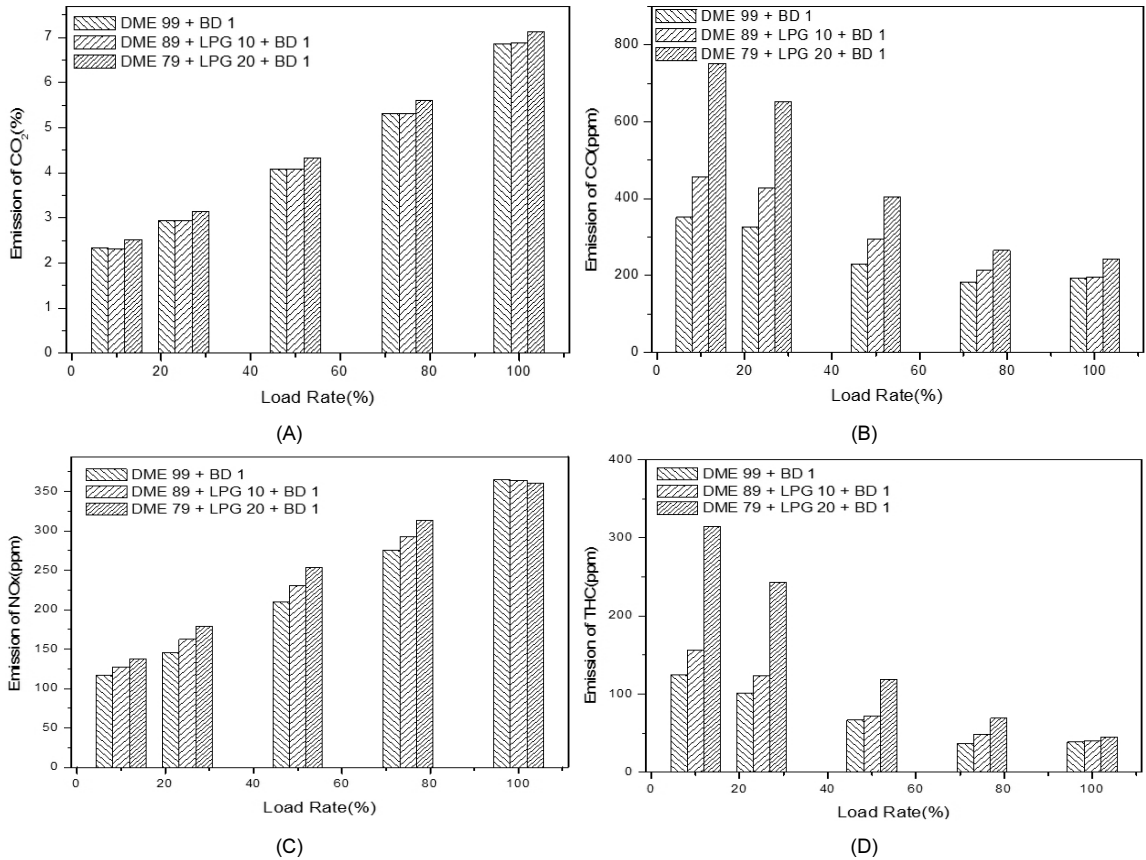 DME 99 + BD 1
DME 89 + LPG 10 + BD 1
DME 79 + LPG 20 + BD 1
7
6
5
4
3
2
1
0
Emission of CO2(%)
0 20 40 60 80 100
Load Rate(%)
(A)
DME 99 + BD 1
DME 89 + LPG 10 + BD 1
DME 79 + LPG 20 + BD 1
800
600
400
200
0
Emission of CO(ppm)
0 20 40 60 80 100
Load Rate(%)
(B)
DME 99 + BD 1
DME 89 + LPG 10 + BD 1
DME 79 + LPG 20 + BD 1
350
300
250
200
150
100
50
0
Emission of NOx(ppm)
0 20 40 60 80 100
Load Rate(%)
(C)
DME 99 + BD 1
DME 89 + LPG 10 + BD 1
DME 79 + LPG 20 + BD 1
400
300
200
100
0
Emission of THC(ppm)
0 20 40 60 80 100
Load Rate(%)
(D)